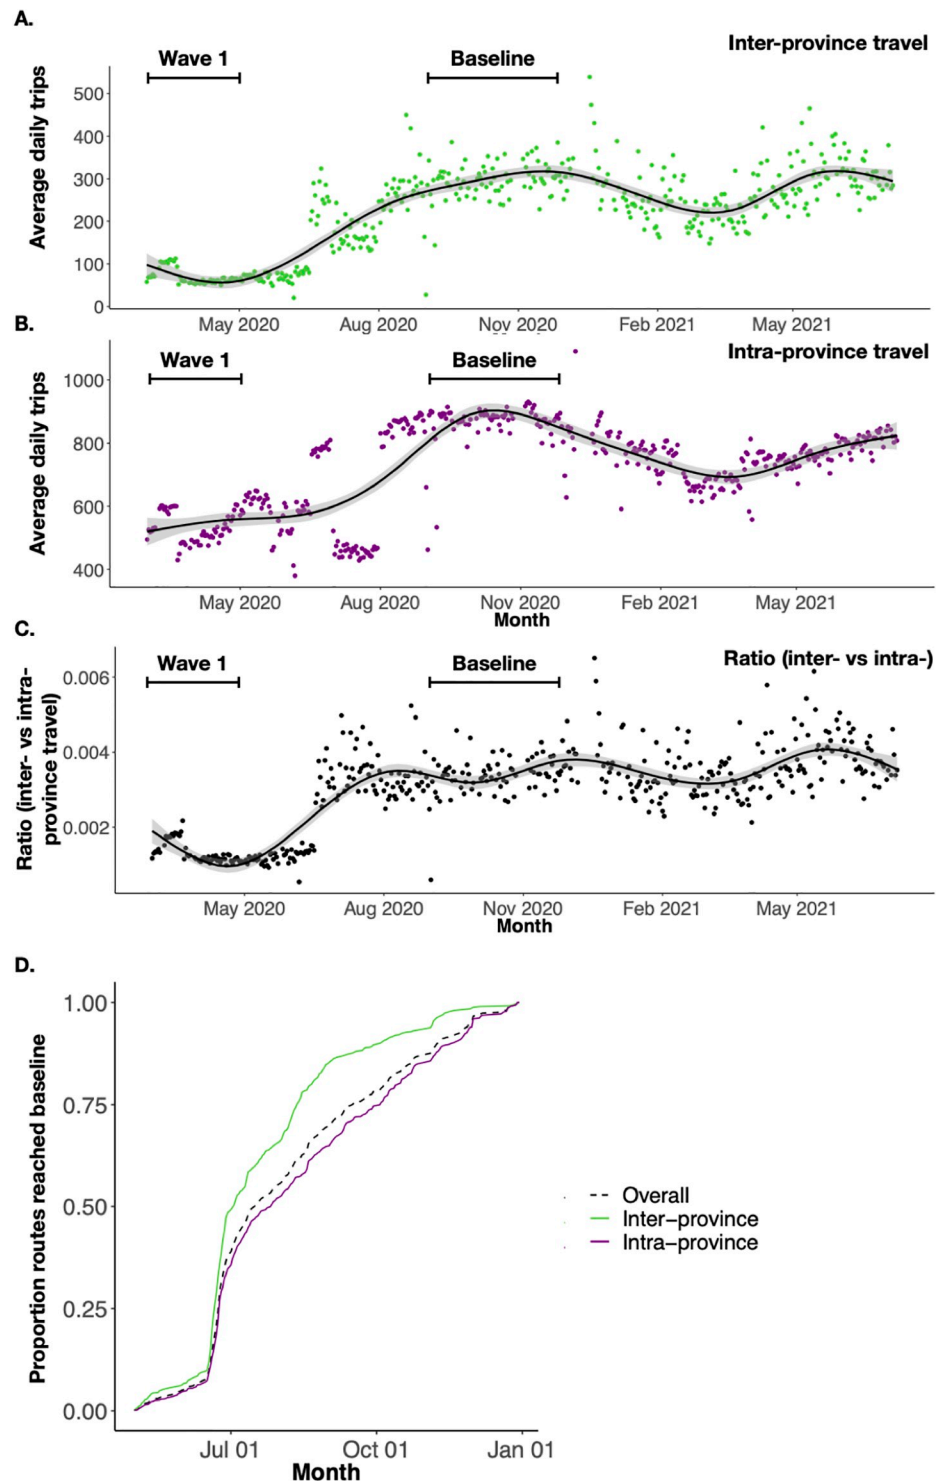 A.
Inter-province travel
Wave 1
Baseline
Average daily trips
500
400
300
200
100
0
May 2020
Aug 2020
Nov 2020
Feb 2021
May 2021
B.
Intra-province travel
Wave 1
Baseline
Average daily trips
1000
800
600
400
May 2020
Aug 2020
Nov 2020
Feb 2021
May 2021
Month
C.
Ratio (inter- vs intra-)
Wave 1
Baseline
Ratio (inter- vs intra-
province travel)
0.006
0.004
0.002
May 2020
Aug 2020
Nov 2020
Feb 2021
May 2021
Month
D.
Proportion routes reached baseline
1.00
0.75
0.50
0.25
0.00
Jul 01
Oct 01
Jan 01
Month
Overall
Inter−province
Intra−province